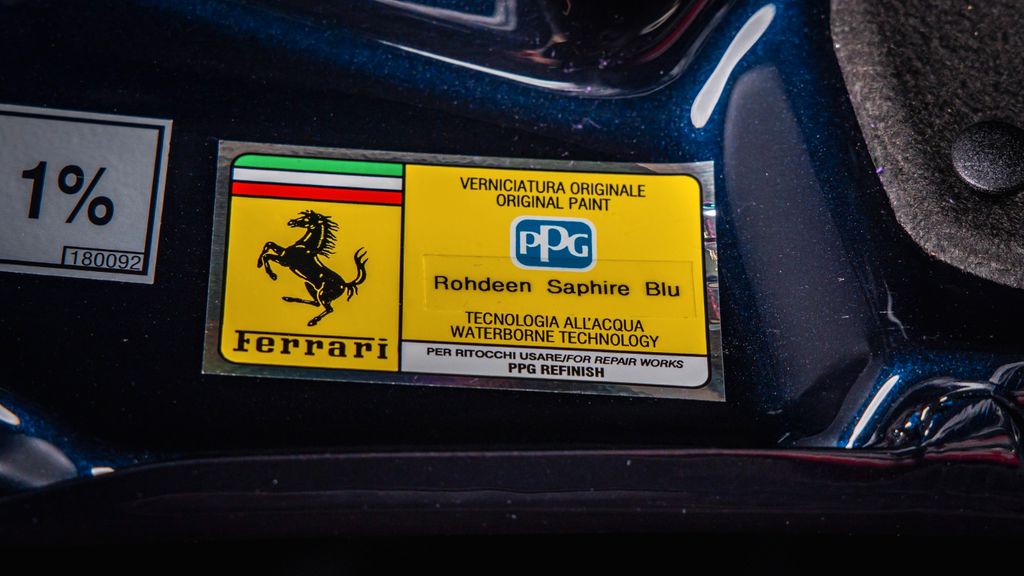 1%
180092
VERNICIATURA ORIGINALE
ORIGINAL PAINT
PPG
Rohdeen Saphire Blu
TECNOLOGIA ALL'ACQUA
WATERBORNE TECHNOLOGY
Ferrari
PER RITOCCHI USARE/FOR REPAIR WORKS
PPG REFINISH